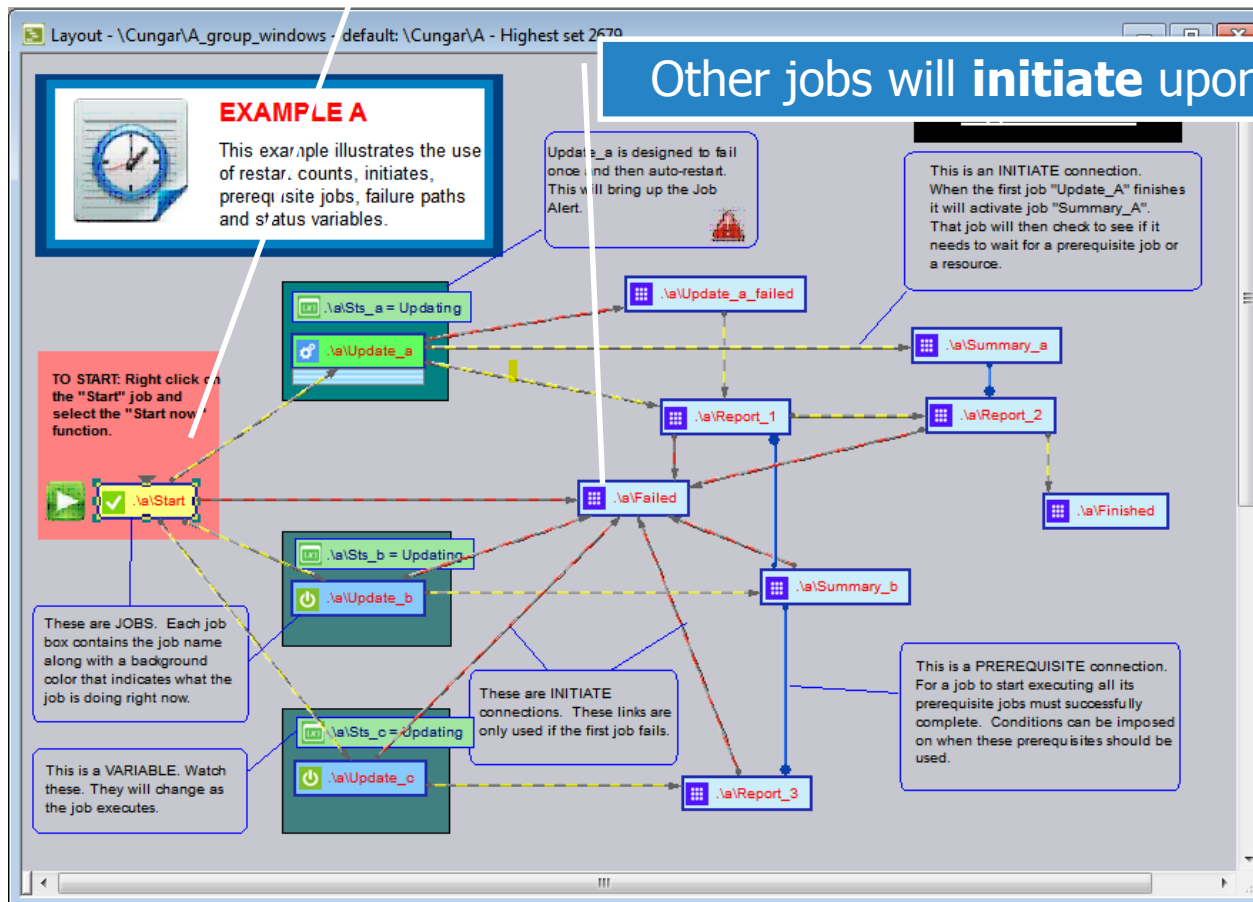 Layout - \Cungar\A_group_windows - default: \Cungar\A - Highest set 2679
Other jobs will initiate upon
EXAMPLE A
This example illustrates the use
of restart counts, initiates,
prerequisite jobs, failure paths
and status variables.
Update_a is designed to fail
once and then auto-restart.
This will bring up the Job
Alert.
This is an INITIATE connection.
When the first job "Update_A" finishes
it will activate job "Summary_A".
That job will then check to see if it
needs to wait for a prerequisite job or
a resource.
.\a\Sts_a = Updating
.\a\Update_a_failed
.\a\Update_a
.\a\Summary_a
TO START: Right click on
the "Start" job and
select the "Start now"
function.
.\a\Report_1
.\a\Report_2
.\a\Start
.\a\Failed
.\a\Finished
.\a\Sts_b = Updating
.\a\Update_b
.\a\Summary_b
These are JOBS. Each job
box contains the job name
along with a background
color that indicates what the
job is doing right now.
These are INITIATE
connections. These links are
only used if the first job fails.
This is a PREREQUISITE connection.
For a job to start executing all its
prerequisite jobs must successfully
complete. Conditions can be imposed
on when these prerequisites should be
used.
.\a\Sts_c = Updating
.\a\Update_c
.\a\Report_3
This is a VARIABLE. Watch
these. They will change as
the job executes.